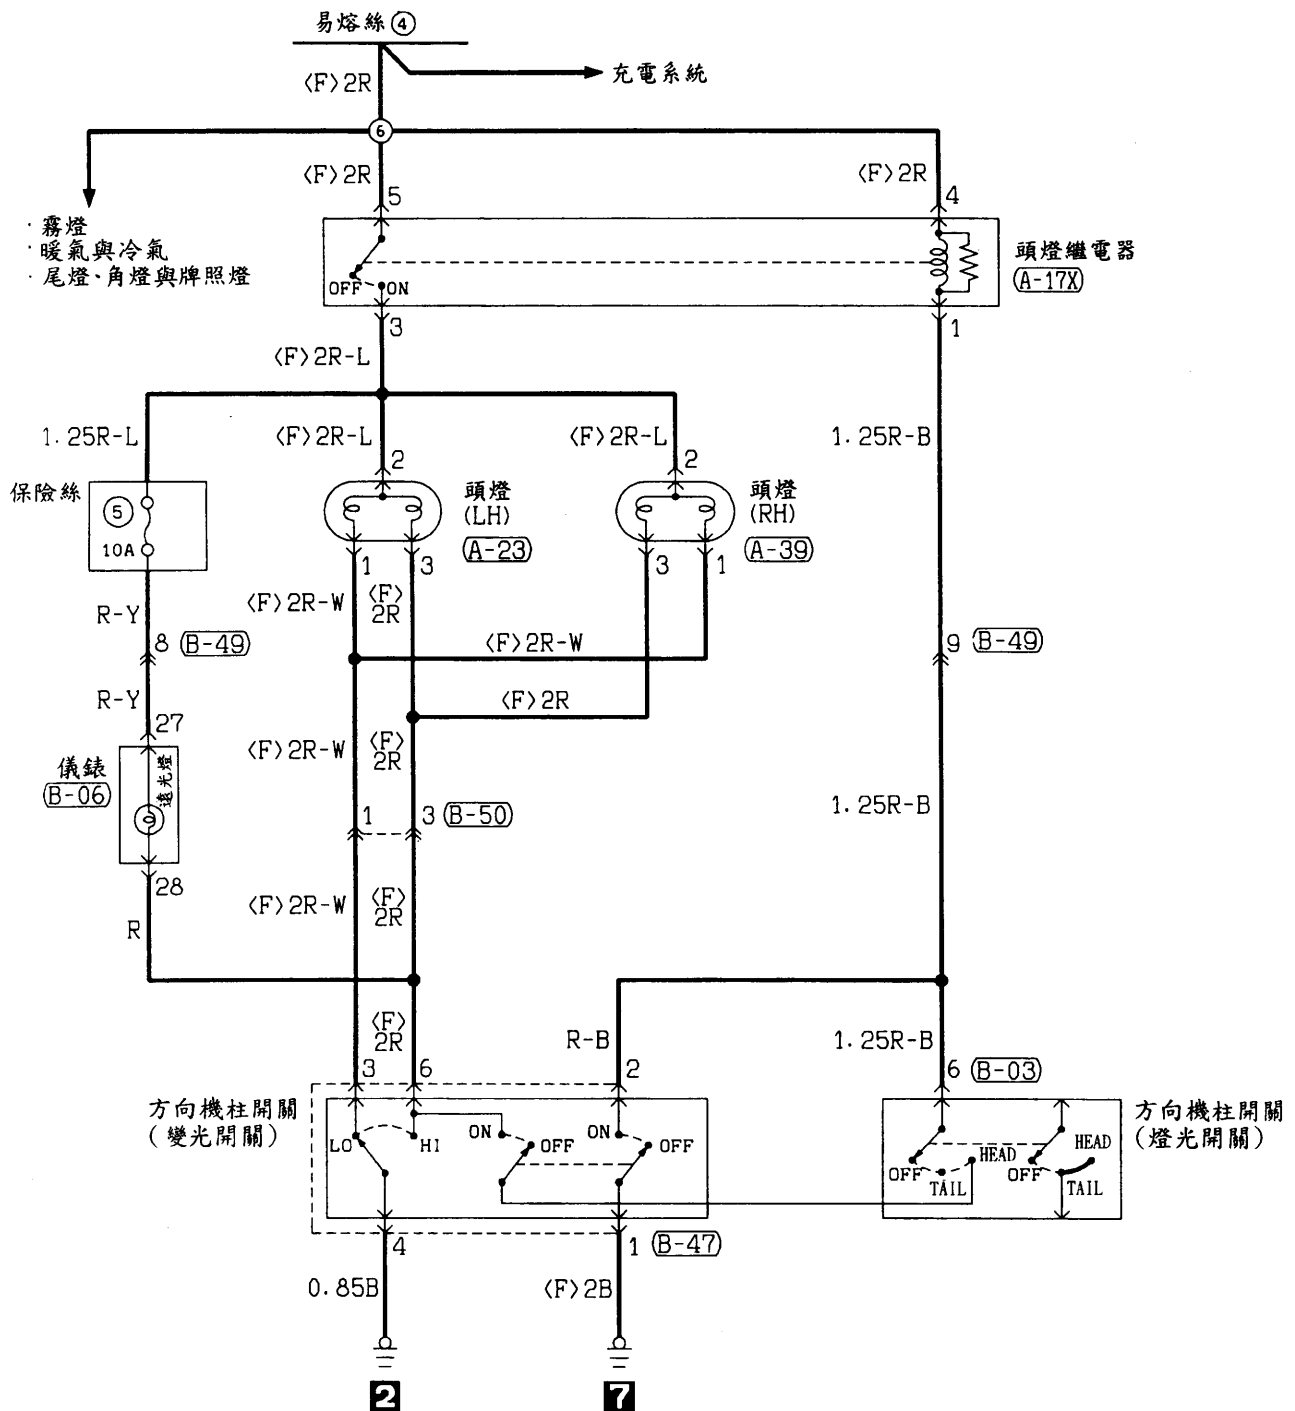 易熔絲④
充電系統
〈F〉2R
⑥
〈F〉2R
5
〈F〉2R
4
·霧燈
·暖氣與冷氣
·尾燈、角燈與牌照燈
OFF
ON
頭燈繼電器
A-17X
3
1
〈F〉2R-L
1.25R-L
〈F〉2R-L
〈F〉2R-L
1.25R-B
2
2
保險絲
⑤
10A
頭燈
(LH)
A-23
頭燈
(RH)
A-39
1
3
3
1
R-Y
〈F〉2R-W
〈F〉
2R
8
B-49
〈F〉2R-W
9
B-49
R-Y
〈F〉2R
27
〈F〉2R-W
〈F〉
2R
儀錶
B-06
遠光燈
1
3
B-50
1.25R-B
28
〈F〉2R-W
〈F〉
2R
R
〈F〉
2R
R-B
1.25R-B
3
6
2
6
B-03
方向機柱開關
(變光開關)
LO
HI
ON
OFF
ON
OFF
OFF
TAIL
HEAD
OFF
TAIL
HEAD
方向機柱開關
(燈光開關)
4
1
B-47
0.85B
〈F〉2B
2
7